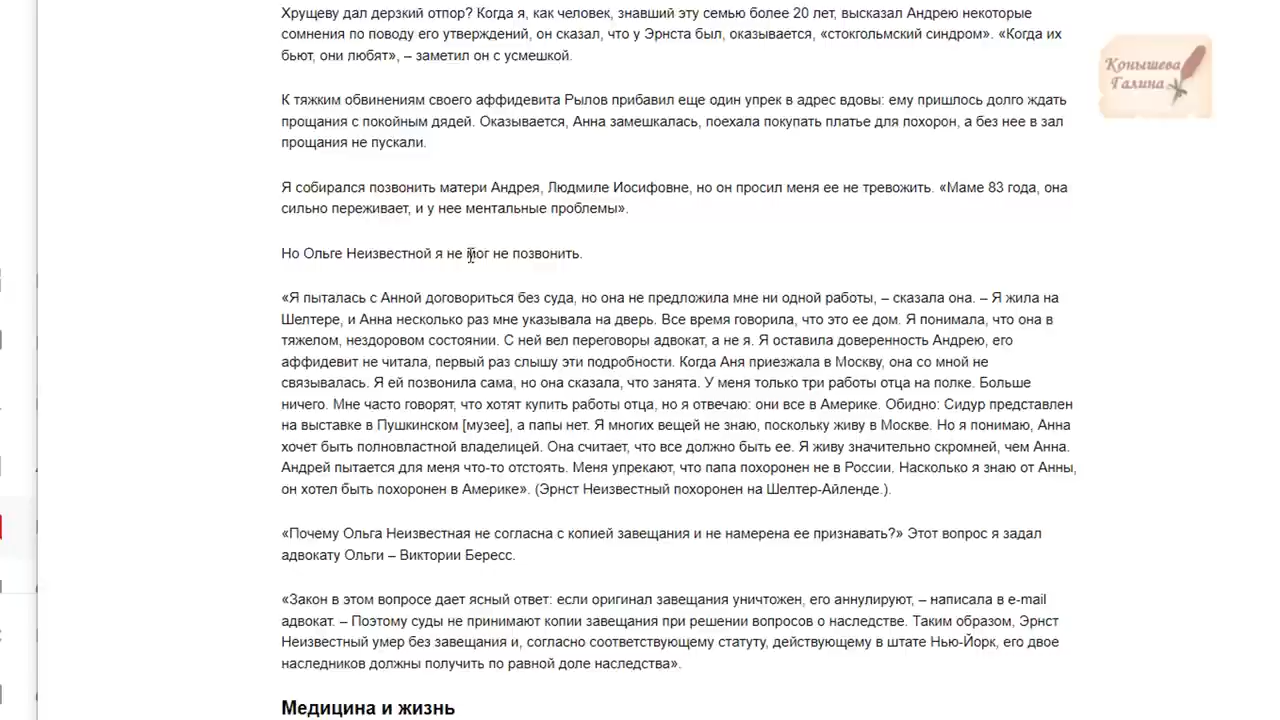 Хрущеву дал дерзкий отпор? Когда я, как человек, знавший эту семью более 20 лет, высказал Андрею некоторые
сомнения по поводу его утверждений, он сказал, что у Эрнста был, оказывается, «стокгольмский синдром». «Когда их
бьют, они любят», – заметил он с усмешкой.
Конышева
Галина
К тяжким обвинениям своего аффидевита Рылов прибавил еще один упрек в адрес вдовы: ему пришлось долго ждать
прощания с покойным дядей. Оказывается, Анна замешкалась, поехала покупать платье для похорон, а без нее в зал
прощания не пускали.
Я собирался позвонить матери Андрея, Людмиле Иосифовне, но он просил меня ее не тревожить. «Маме 83 года, она
сильно переживает, и у нее ментальные проблемы».
Но Ольге Неизвестной я не мог не позвонить.
«Я пыталась с Анной договориться без суда, но она не предложила мне ни одной работы, – сказала она. – Я жила на
Шелтере, и Анна несколько раз мне указывала на дверь. Все время говорила, что это ее дом. Я понимала, что она в
тяжелом, нездоровом состоянии. С ней вел переговоры адвокат, а не я. Я оставила доверенность Андрею, его
аффидевит не читала, первый раз слышу эти подробности. Когда Аня приезжала в Москву, она со мной не
связывалась. Я ей позвонила сама, но она сказала, что занята. У меня только три работы отца на полке. Больше
ничего. Мне часто говорят, что хотят купить работы отца, но я отвечаю: они все в Америке. Обидно: Сидур представлен
на выставке в Пушкинском [музее], а папы нет. Я многих вещей не знаю, поскольку живу в Москве. Но я понимаю, Анна
хочет быть полновластной владелицей. Она считает, что все должно быть ее. Я живу значительно скромней, чем Анна.
Андрей пытается для меня что-то отстоять. Меня упрекают, что папа похоронен не в России. Насколько я знаю от Анны,
он хотел быть похоронен в Америке». (Эрнст Неизвестный похоронен на Шелтер-Айленде.).
«Почему Ольга Неизвестная не согласна с копией завещания и не намерена ее признавать?» Этот вопрос я задал
адвокату Ольги – Виктории Бересс.
«Закон в этом вопросе дает ясный ответ: если оригинал завещания уничтожен, его аннулируют, – написала в e-mail
адвокат. – Поэтому суды не принимают копии завещания при решении вопросов о наследстве. Таким образом, Эрнст
Неизвестный умер без завещания и, согласно соответствующему статуту, действующему в штате Нью-Йорк, его двое
наследников должны получить по равной доле наследства».
Медицина и жизнь